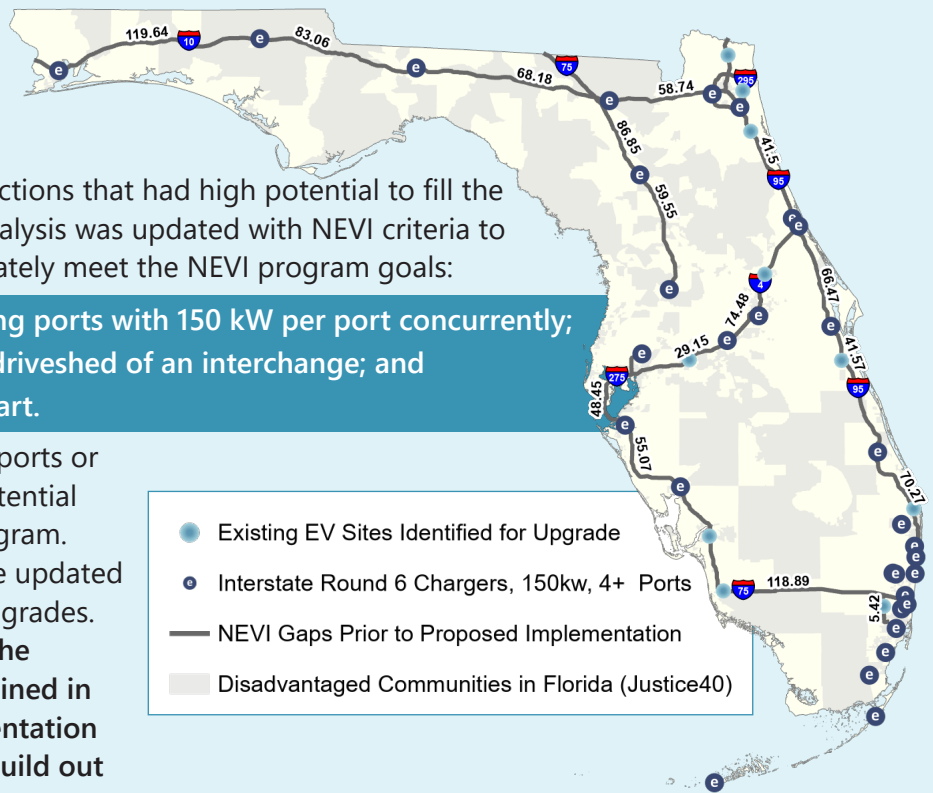 119.64
10
83.06
68.18
75
58.74
295
86.85
59.55
41.5
95
ctions that had high potential to fill the
alysis was updated with NEVI criteria to
ately meet the NEVI program goals:
4
74.48
66.47
ng ports with 150 kW per port concurrently;
driveshed of an interchange; and
art.
29.15
41.57
95
275
48.45
55.07
70.27
ports or
tential
gram.
e updated
grades.
he
ined in
entation
uild out
Existing EV Sites Identified for Upgrade
e Interstate Round 6 Chargers, 150kw, 4+ Ports
NEVI Gaps Prior to Proposed Implementation
Disadvantaged Communities in Florida (Justice40)
75
118.89
5.42